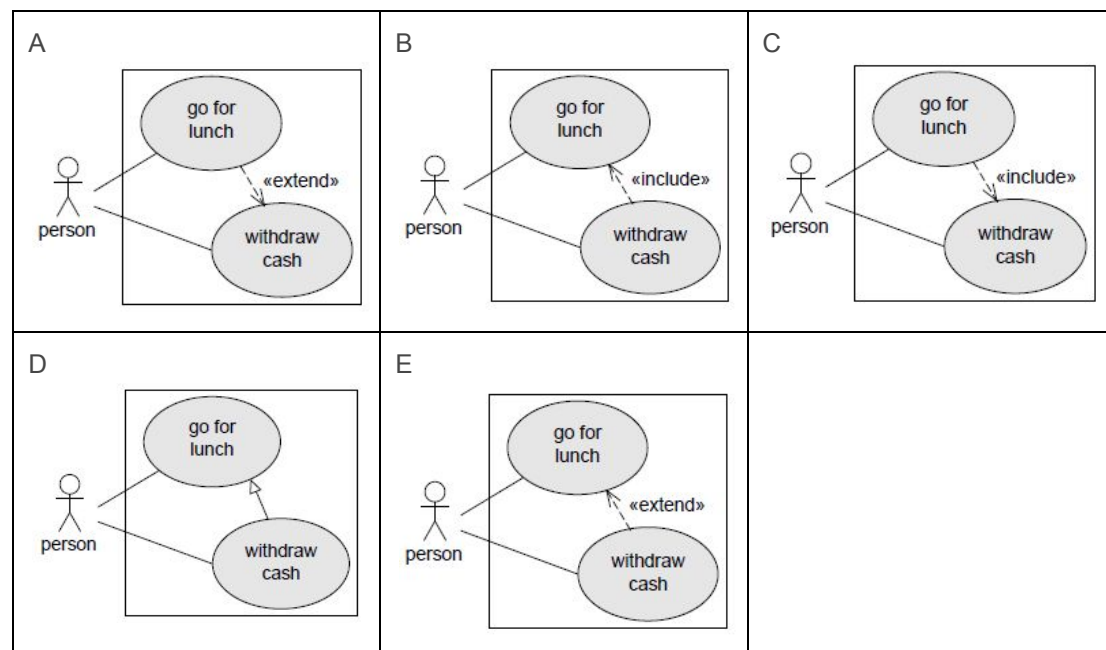 A
go for
lunch
«extend»
person
withdraw
cash
B
go for
lunch
«include»
person
withdraw
cash
C
go for
lunch
«include»
person
withdraw
cash
D
go for
lunch
person
withdraw
cash
E
go for
lunch
«extend»
person
withdraw
cash